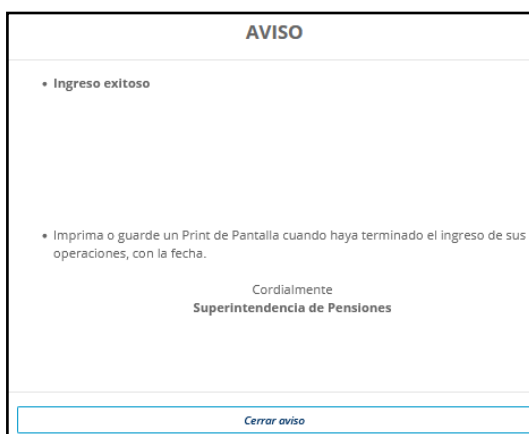 AVISO
• Ingreso exitoso
• Imprima o guarde un Print de Pantalla cuando haya terminado el ingreso de sus
operaciones, con la fecha.
Cordialmente
Superintendencia de Pensiones
Cerrar aviso